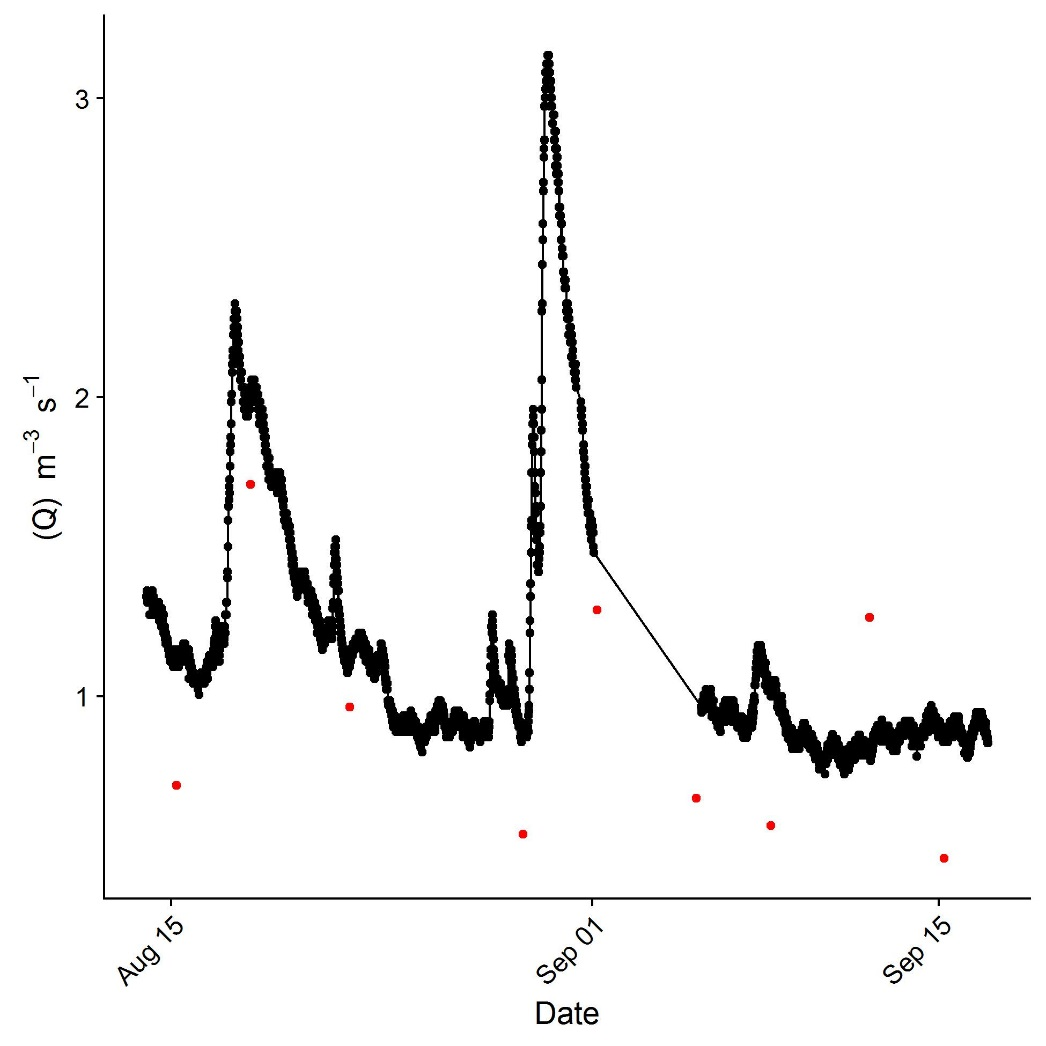 3
2
1
(Q) m⁻³ s⁻¹
Aug 15
Sep 01
Sep 15
Date